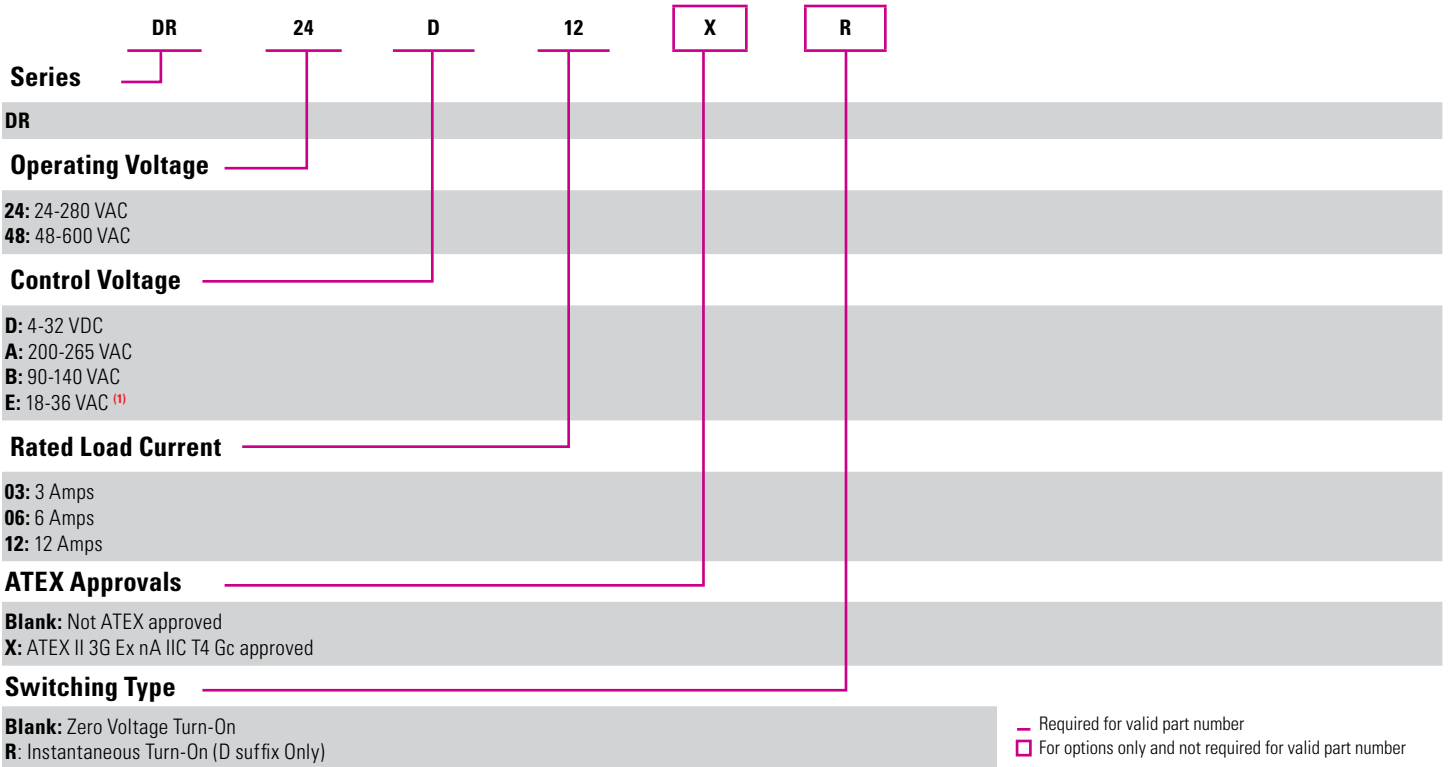 DR 24 D 12 X R
Series
DR
Operating Voltage
24: 24-280 VAC
48: 48-600 VAC
Control Voltage
D: 4-32 VDC
A: 200-265 VAC
B: 90-140 VAC
E: 18-36 VAC (1)
Rated Load Current
03: 3 Amps
06: 6 Amps
12: 12 Amps
ATEX Approvals
Blank: Not ATEX approved
X: ATEX II 3G Ex nA IIC T4 Gc approved
Switching Type
Blank: Zero Voltage Turn-On
R: Instantaneous Turn-On (D suffix Only)
Required for valid part number
For options only and not required for valid part number